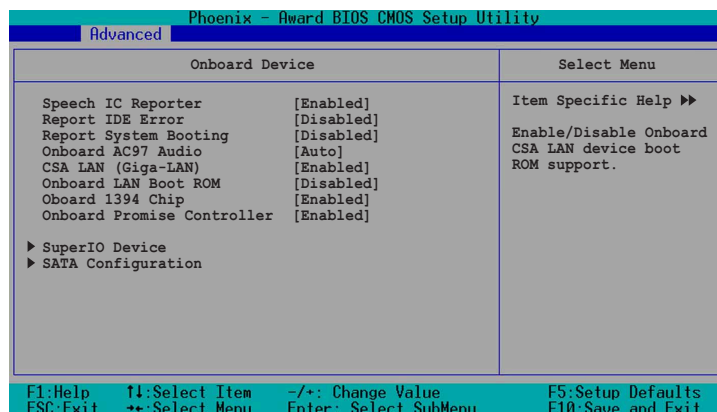 Phoenix - Award BIOS CMOS Setup Utility
Advanced
Onboard Device
Select Menu
Speech IC Reporter [Enabled]
Report IDE Error [Disabled]
Report System Booting [Disabled]
Onboard AC97 Audio [Auto]
CSA LAN (Giga-LAN) [Enabled]
Onboard LAN Boot ROM [Disabled]
Oboard 1394 Chip [Enabled]
Onboard Promise Controller [Enabled]
▶ SuperIO Device
▶ SATA Configuration
Item Specific Help ▶▶
Enable/Disable Onboard
CSA LAN device boot
ROM support.
F1:Help ↑↓:Select Item -/+: Change Value F5:Setup Defaults
ESC:Exit →←:Select Menu Enter: Select SubMenu F10:Save and Exit